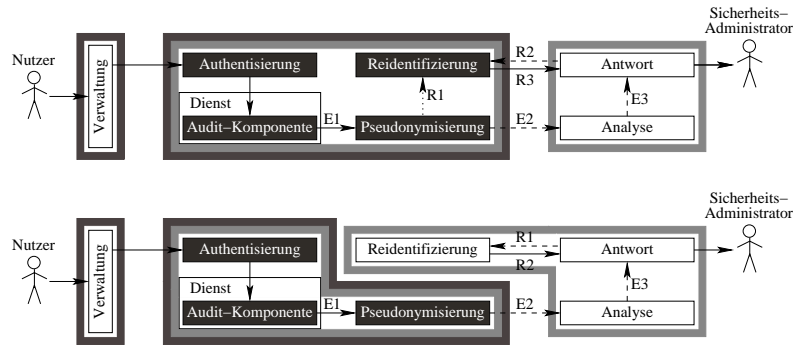 Sicherheits–
Administrator
Nutzer
Verwaltung
Authentisierung
Reidentifizierung
R2
R3
Antwort
Dienst
R1
E3
Audit–Komponente
E1
Pseudonymisierung
E2
Analyse
Sicherheits–
Administrator
Nutzer
Verwaltung
Authentisierung
Reidentifizierung
R1
R2
Antwort
Dienst
E3
Audit–Komponente
E1
Pseudonymisierung
E2
Analyse